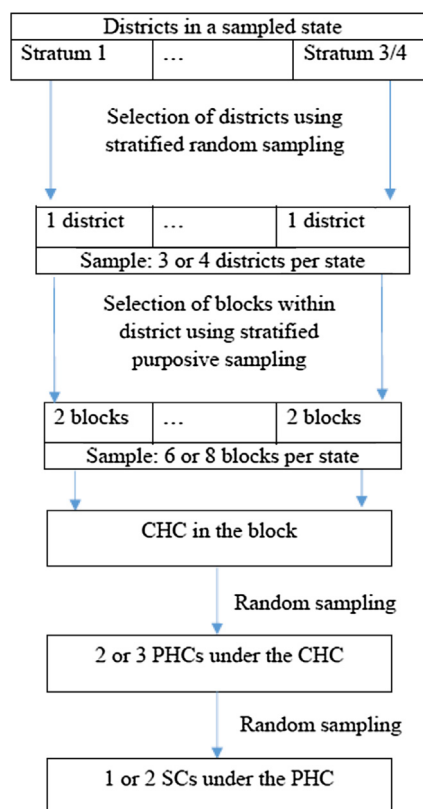 Districts in a sampled state
Stratum 1 … Stratum 3/4
Selection of districts using
stratified random sampling
1 district … 1 district
Sample: 3 or 4 districts per state
Selection of blocks within
district using stratified
purposive sampling
2 blocks … 2 blocks
Sample: 6 or 8 blocks per state
CHC in the block
Random sampling
2 or 3 PHCs under the CHC
Random sampling
1 or 2 SCs under the PHC